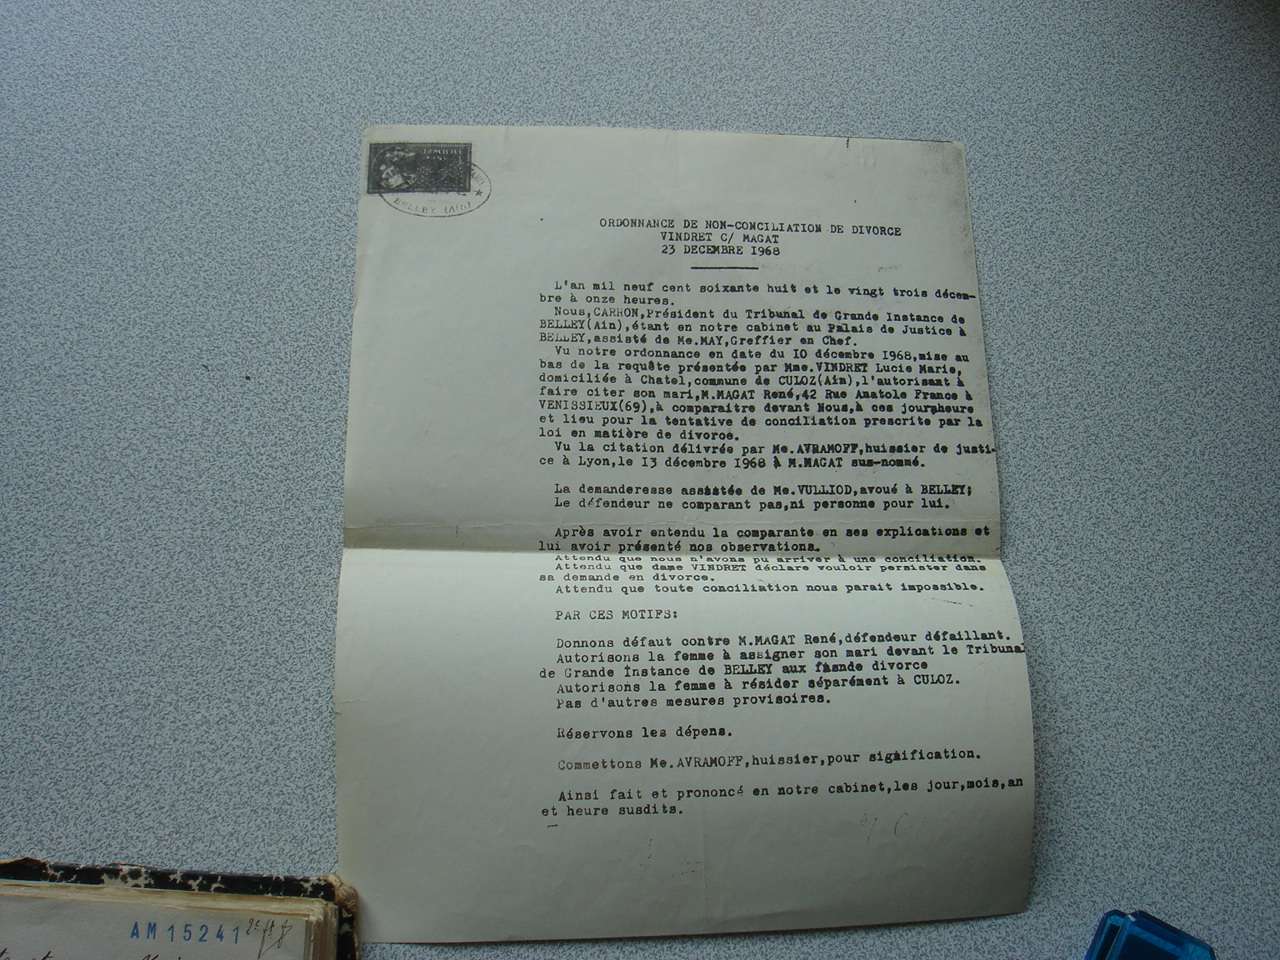 BELLEY (Ain)
ORDONNANCE DE NON-CONCILIATION DE DIVORCE
VINDRET C/ MAGAT
23 DECEMBRE 1968
L'an mil neuf cent soixante huit et le vingt trois décem-
bre à onze heures.
Nous,CARRON,Président du Tribunal de Grande Instance de
BELLEY(Ain),étant en notre cabinet au Palais de Justice à
BELLEY,assisté de Me.MAY,Greffier en Chef.
Vu notre ordonnance en date du 10 décembre 1968,mise au
bas de la requête présentée par Mme.VINDRET Lucie Marie,
domiciliée à Chatel,commune de CULOZ(Ain),l'autorisant à
faire citer son mari,M.MAGAT René,42 Rue Anatole France à
VENISSIEUX(69),à comparaitre devant Nous,à ces jour,heure
et lieu pour la tentative de conciliation prescrite par la
loi en matière de divorce.
Vu la citation délivrée par Me.AVRAMOFF,huissier de justi-
ce à Lyon,le 13 décembre 1968 à M.MAGAT sus-nommé.
La demanderesse assistée de Me.VULLIOD,avoué à BELLEY;
Le défendeur ne comparant pas,ni personne pour lui.
Après avoir entendu la comparante en ses explications et
lui avoir présenté nos observations.
Attendu que nous n'avons pu arriver à une conciliation.
Attendu que dame VINDRET déclare vouloir persister dans
sa demande en divorce.
Attendu que toute conciliation nous parait impossible.
PAR CES MOTIFS:
Donnons défaut contre M.MAGAT René,défendeur défaillant.
Autorisons la femme à assigner son mari devant le Tribunal
de Grande Instance de BELLEY aux fins de divorce
Autorisons la femme à résider séparément à CULOZ.
Pas d'autres mesures provisoires.
Réservons les dépens.
Commettons Me.AVRAMOFF,huissier,pour signification.
Ainsi fait et prononcé en notre cabinet,les jour,mois,an
et heure susdits.
AM15241